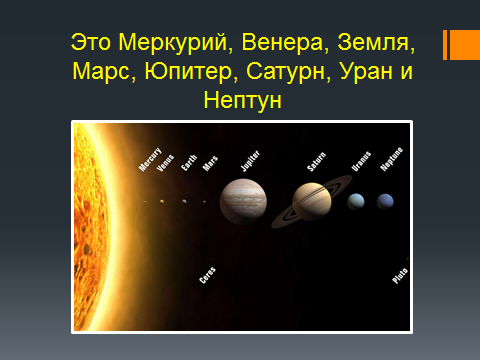 Это Меркурий, Венера, Земля,
Марс, Юпитер, Сатурн, Уран и
Нептун
Mercury
Venus
Earth
Mars
Jupiter
Saturn
Uranus
Neptune
Ceres
Pluto